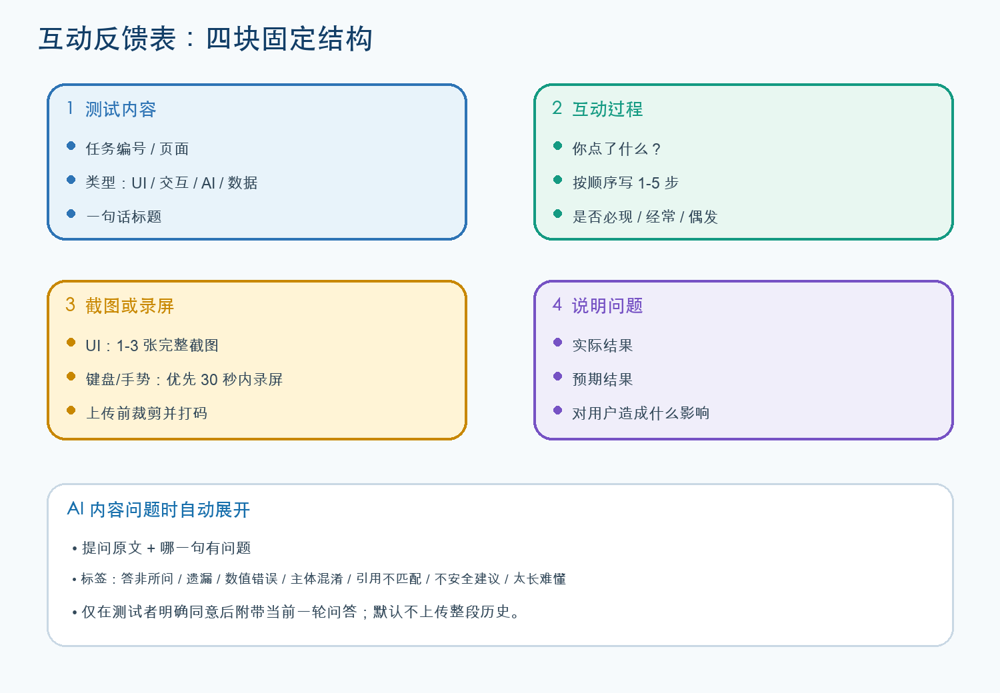 互动反馈表：四块固定结构
1 测试内容
● 任务编号 / 页面
● 类型：UI / 交互 / AI / 数据
● 一句话标题
2 互动过程
● 你点了什么？
● 按顺序写 1-5 步
● 是否必现 / 经常 / 偶发
3 截图或录屏
● UI：1-3 张完整截图
● 键盘/手势：优先 30 秒内录屏
● 上传前裁剪并打码
4 说明问题
● 实际结果
● 预期结果
● 对用户造成什么影响
AI 内容问题时自动展开
• 提问原文 + 哪一句有问题
• 标签：答非所问 / 遗漏 / 数值错误 / 主体混淆 / 引用不匹配 / 不安全建议 / 太长难懂
• 仅在测试者明确同意后附带当前一轮问答；默认不上传整段历史。